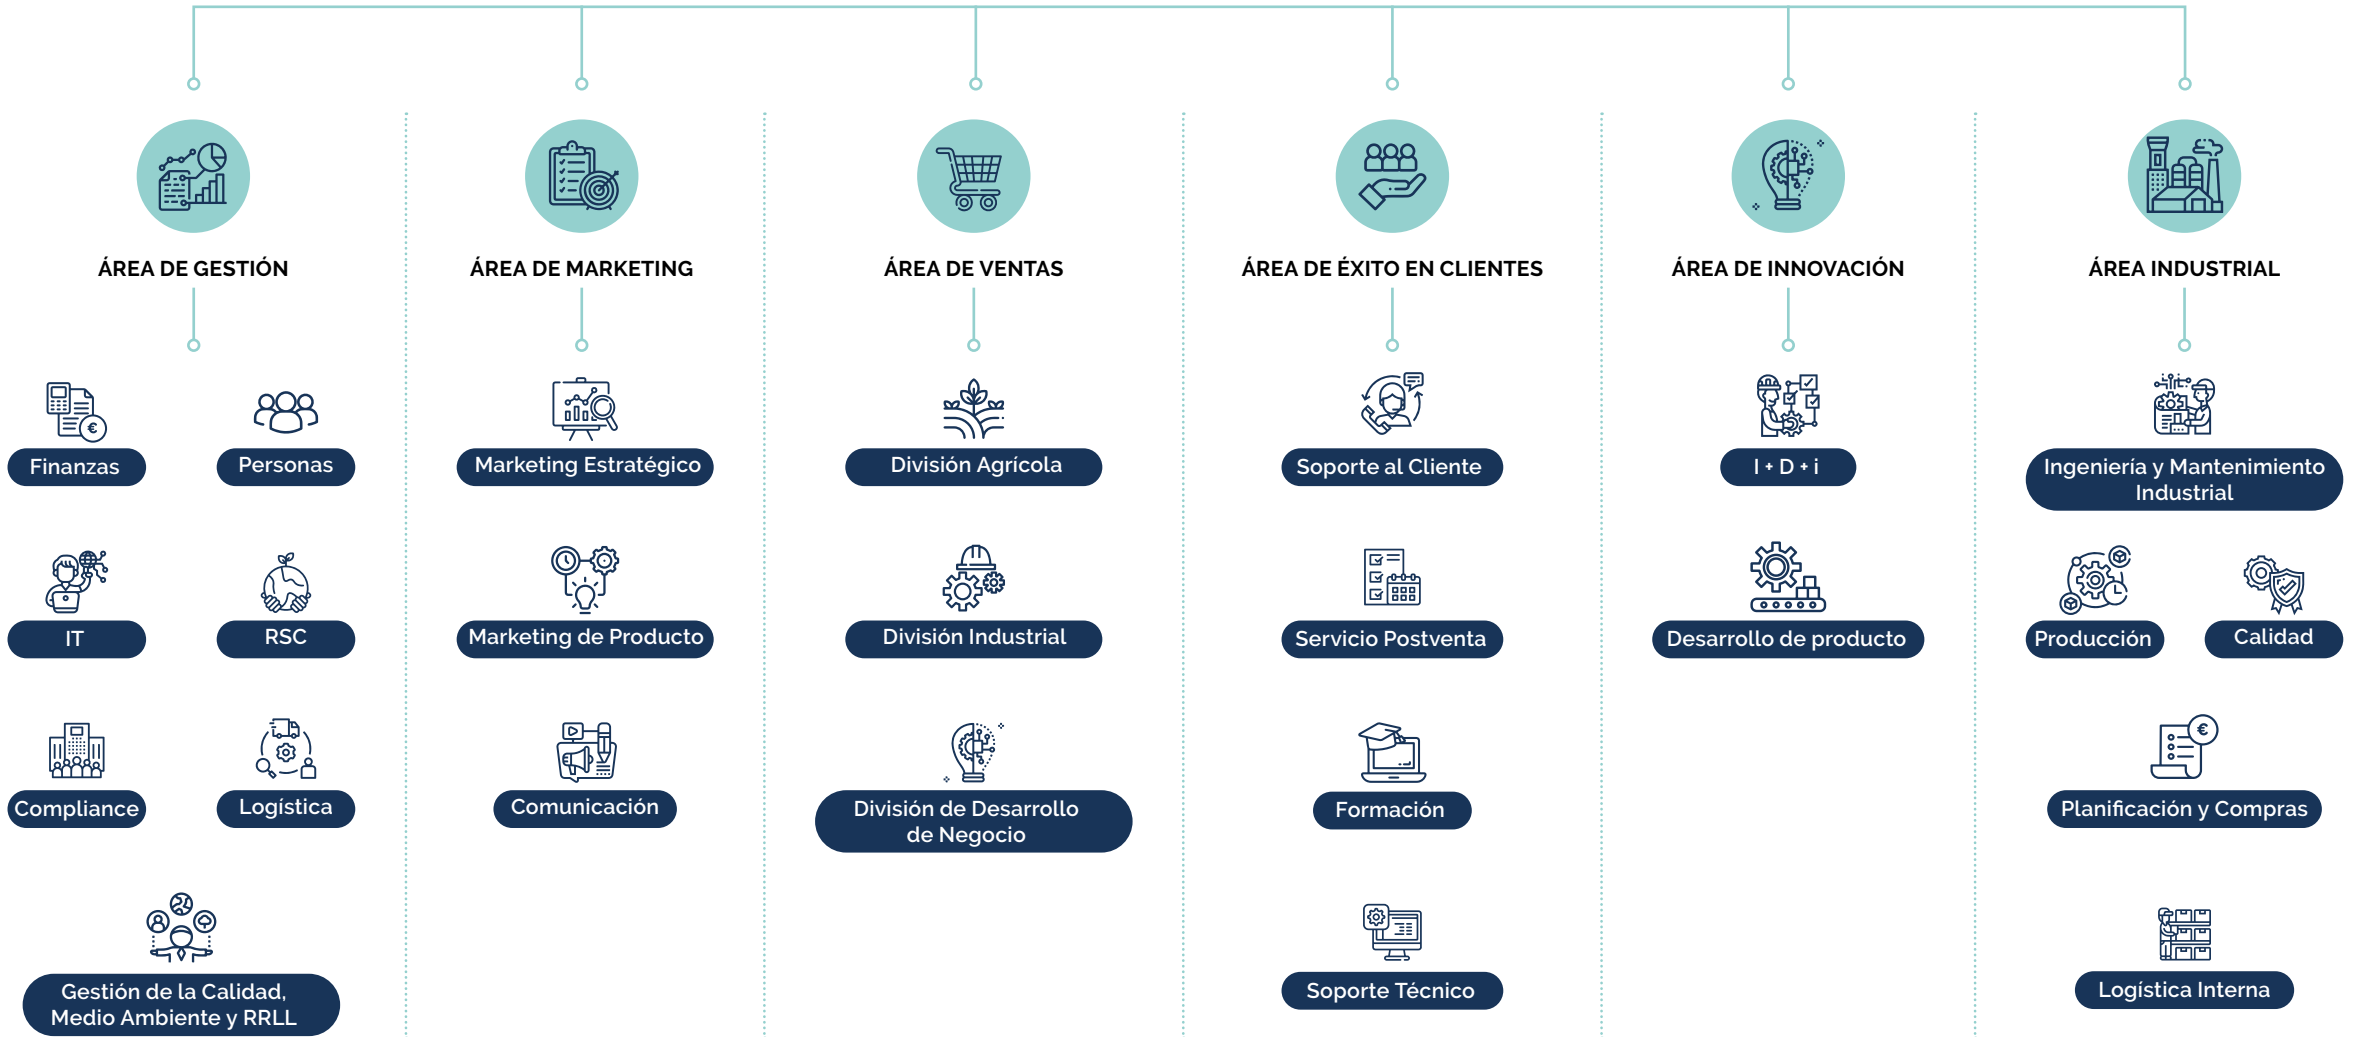 ÁREA DE GESTIÓN
Finanzas
Personas
IT
RSC
Compliance
Logística
Gestión de la Calidad,
Medio Ambiente y RRLL
ÁREA DE MARKETING
Marketing Estratégico
Marketing de Producto
Comunicación
ÁREA DE VENTAS
División Agrícola
División Industrial
División de Desarrollo
de Negocio
ÁREA DE ÉXITO EN CLIENTES
Soporte al Cliente
Servicio Postventa
Formación
Soporte Técnico
ÁREA DE INNOVACIÓN
I + D + i
Desarrollo de producto
ÁREA INDUSTRIAL
Ingeniería y Mantenimiento
Industrial
Producción
Calidad
Planificación y Compras
Logística Interna